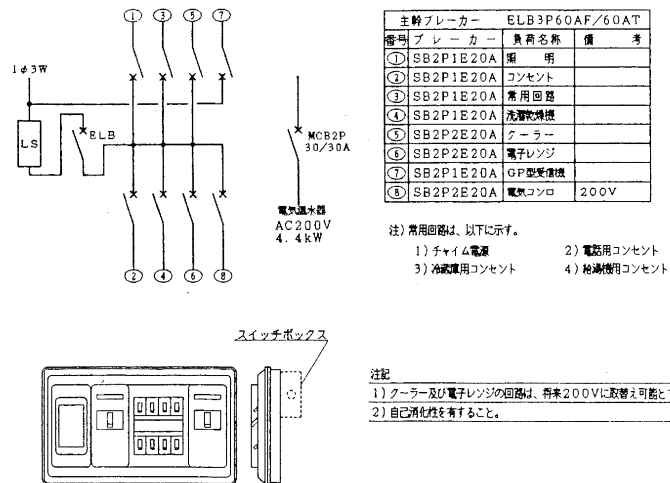 ① ③ ⑤ ⑦
1φ3W
LS
ELB
MCB2P
30/30A
電気温水器
AC200V
4.4kW
② ④ ⑥ ⑧
主幹ブレーカー ELB3P60AF/60AT
番号 ブレーカー 負荷名称 備考
① SB2P1E20A 照明
② SB2P1E20A コンセント
③ SB2P1E20A 常用回路
④ SB2P1E20A 洗濯乾燥機
⑤ SB2P2E20A クーラー
⑥ SB2P2E20A 電子レンジ
⑦ SB2P1E20A GP型受信機
⑧ SB2P2E20A 電気コンロ 200V
注)常用回路は、以下に示す。
1)チャイム電源 2)電話用コンセント
3)冷蔵庫用コンセント 4)給湯機用コンセント
スイッチボックス
注記
1)クーラー及び電子レンジの回路は、将来200Vに取替え可能と
2)自己消化性を有すること。